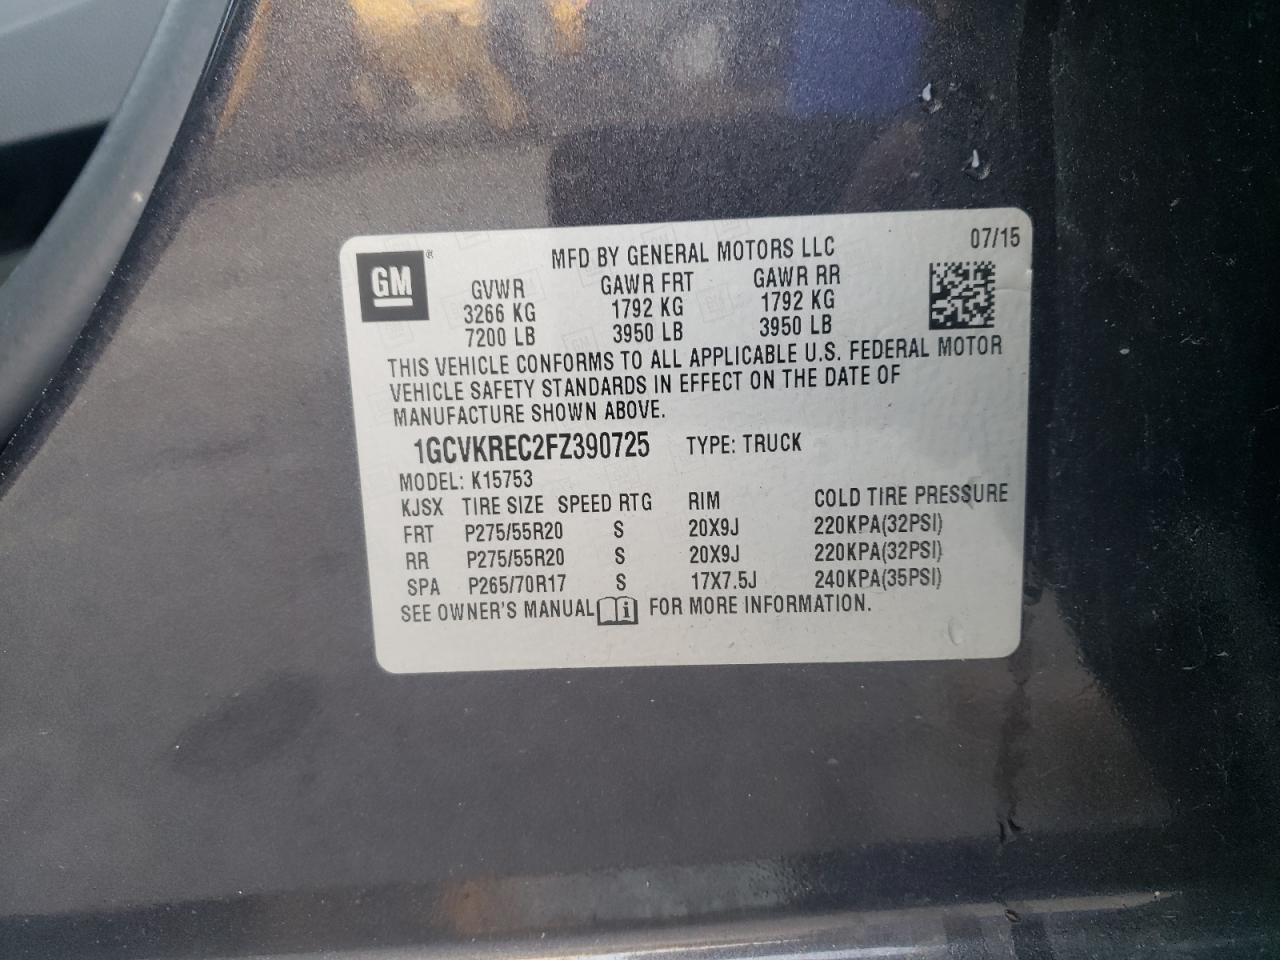 GM ® MFD BY GENERAL MOTORS LLC 07/15
GVWR GAWR FRT GAWR RR
3266 KG 1792 KG 1792 KG
7200 LB 3950 LB 3950 LB
THIS VEHICLE CONFORMS TO ALL APPLICABLE U.S. FEDERAL MOTOR
VEHICLE SAFETY STANDARDS IN EFFECT ON THE DATE OF
MANUFACTURE SHOWN ABOVE.
1GCVKREC2FZ390725 TYPE: TRUCK
MODEL: K15753
KJSX TIRE SIZE SPEED RTG RIM COLD TIRE PRESSURE
FRT P275/55R20 S 20X9J 220KPA(32PSI)
RR P275/55R20 S 20X9J 220KPA(32PSI)
SPA P265/70R17 S 17X7.5J 240KPA(35PSI)
SEE OWNER'S MANUAL i FOR MORE INFORMATION.